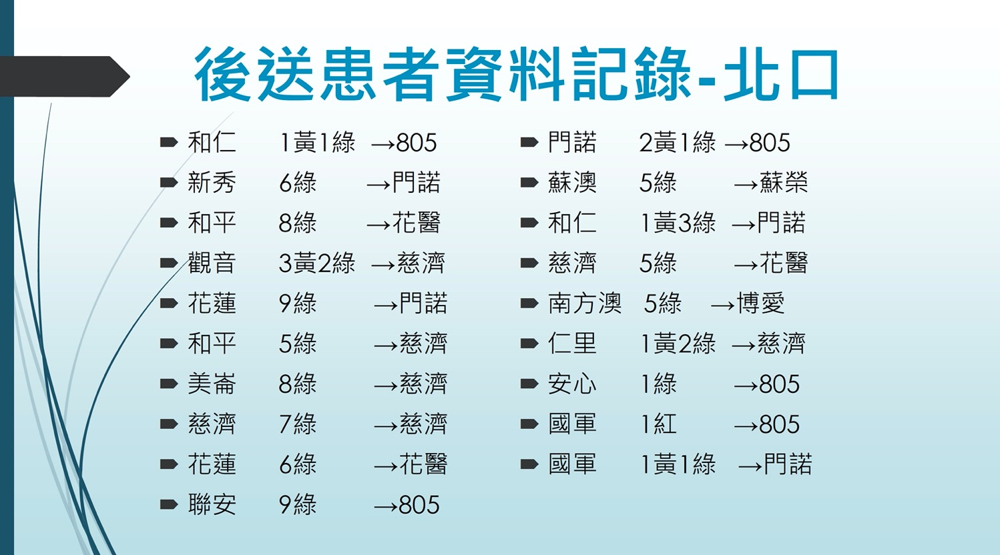 後送患者資料記錄-北口
和仁 1黃1綠 →805
新秀 6綠 →門諾
和平 8綠 →花醫
觀音 3黃2綠 →慈濟
花蓮 9綠 →門諾
和平 5綠 →慈濟
美崙 8綠 →慈濟
慈濟 7綠 →慈濟
花蓮 6綠 →花醫
聯安 9綠 →805
門諾 2黃1綠 →805
蘇澳 5綠 →蘇榮
和仁 1黃3綠 →門諾
慈濟 5綠 →花醫
南方澳 5綠 →博愛
仁里 1黃2綠 →慈濟
安心 1綠 →805
國軍 1紅 →805
國軍 1黃1綠 →門諾